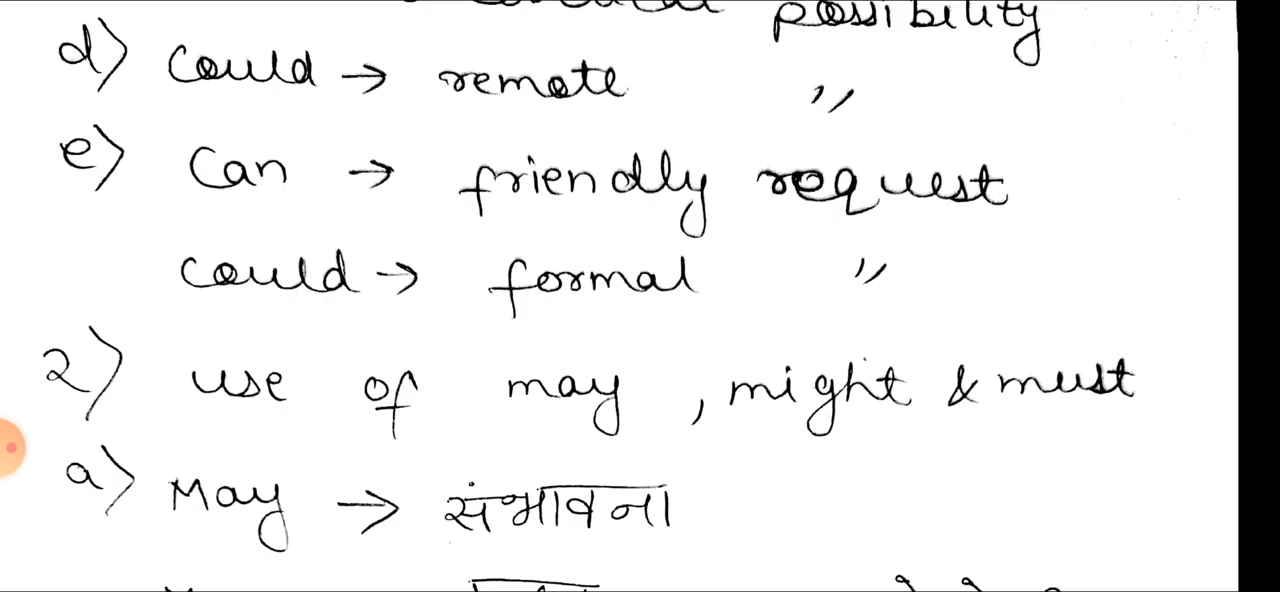 possibility
d) could → remote 〃
e) can → friendly request
could → formal 〃
2) use of may, might & must
a) May → संभावना